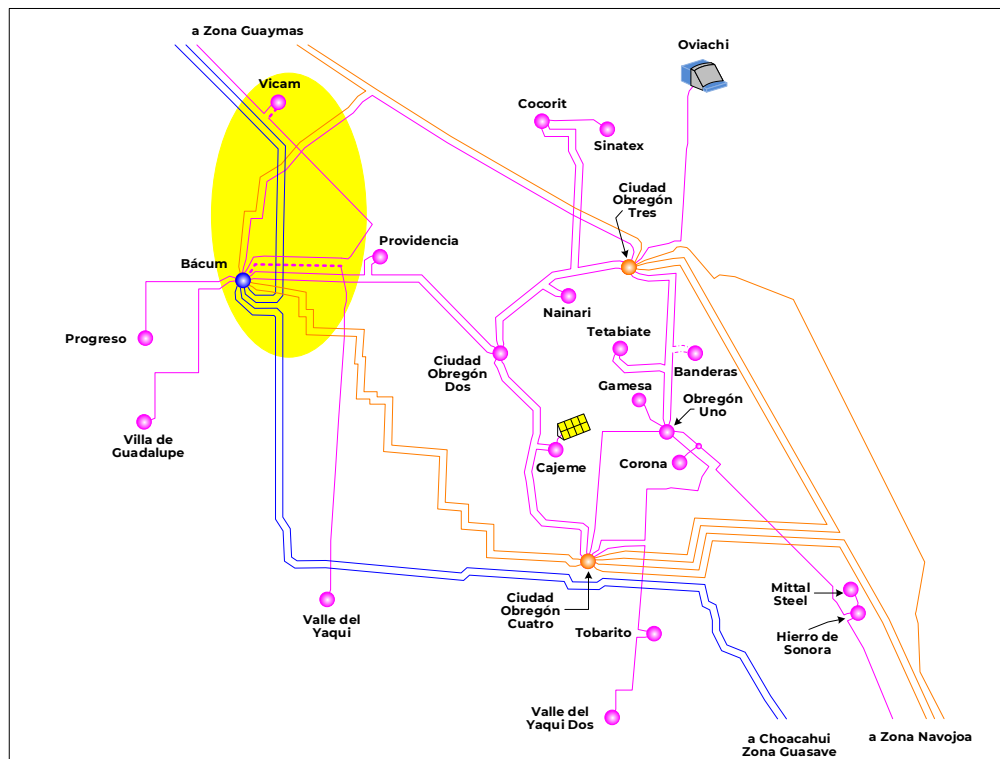 a Zona Guaymas
Oviachi
Vicam
Cocorit
Sinatex
Ciudad
Obregón
Tres
Providencia
Bácum
Nainari
Progreso
Tetabiate
Ciudad
Obregón
Dos
Banderas
Gamesa
Obregón
Uno
Villa de
Guadalupe
Cajeme
Corona
Mittal
Steel
Ciudad
Obregón
Cuatro
Valle del
Yaqui
Tobarito
Hierro de
Sonora
Valle del
Yaqui Dos
a Choacahui
Zona Guasave
a Zona Navojoa